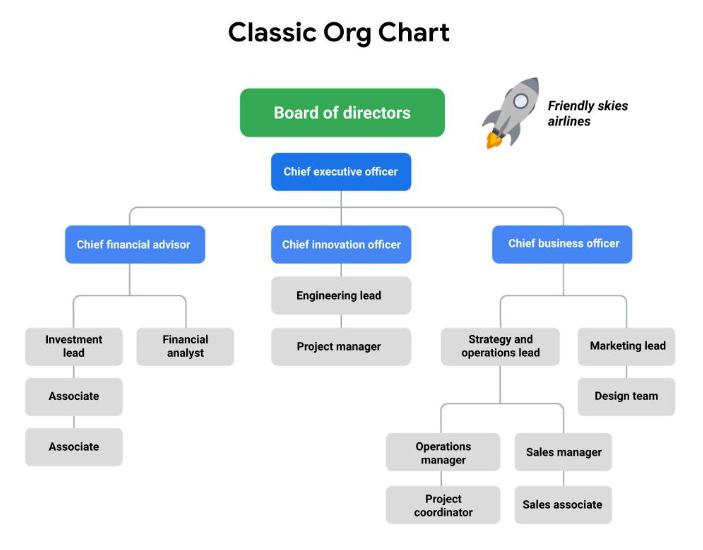 Classic Org Chart
Board of directors
Friendly skies
airlines
Chief executive officer
Chief financial advisor
Chief innovation officer
Chief business officer
Engineering lead
Investment
lead
Financial
analyst
Project manager
Strategy and
operations lead
Marketing lead
Associate
Design team
Associate
Operations
manager
Sales manager
Project
coordinator
Sales associate